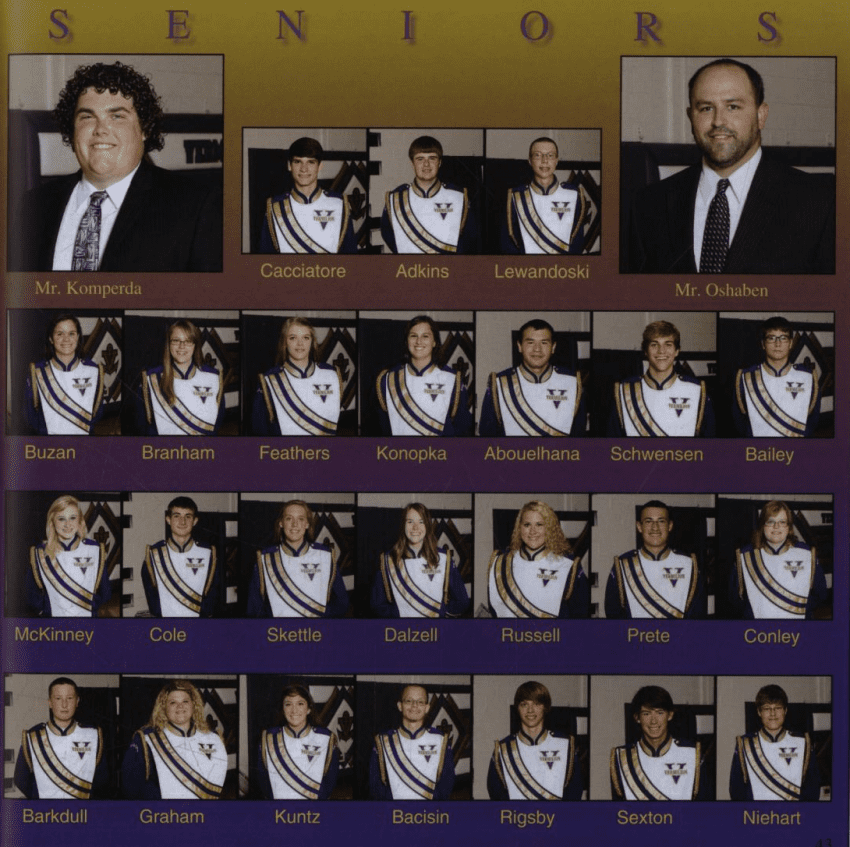 S E N I O R S
Cacciatore Adkins Lewandoski
Mr. Komperda Mr. Oshaben
Buzan Branham Feathers Konopka Abouelhana Schwensen Bailey
McKinney Cole Skettle Dalzell Russell Prete Conley
Barkdull Graham Kuntz Bacisin Rigsby Sexton Niehart
43